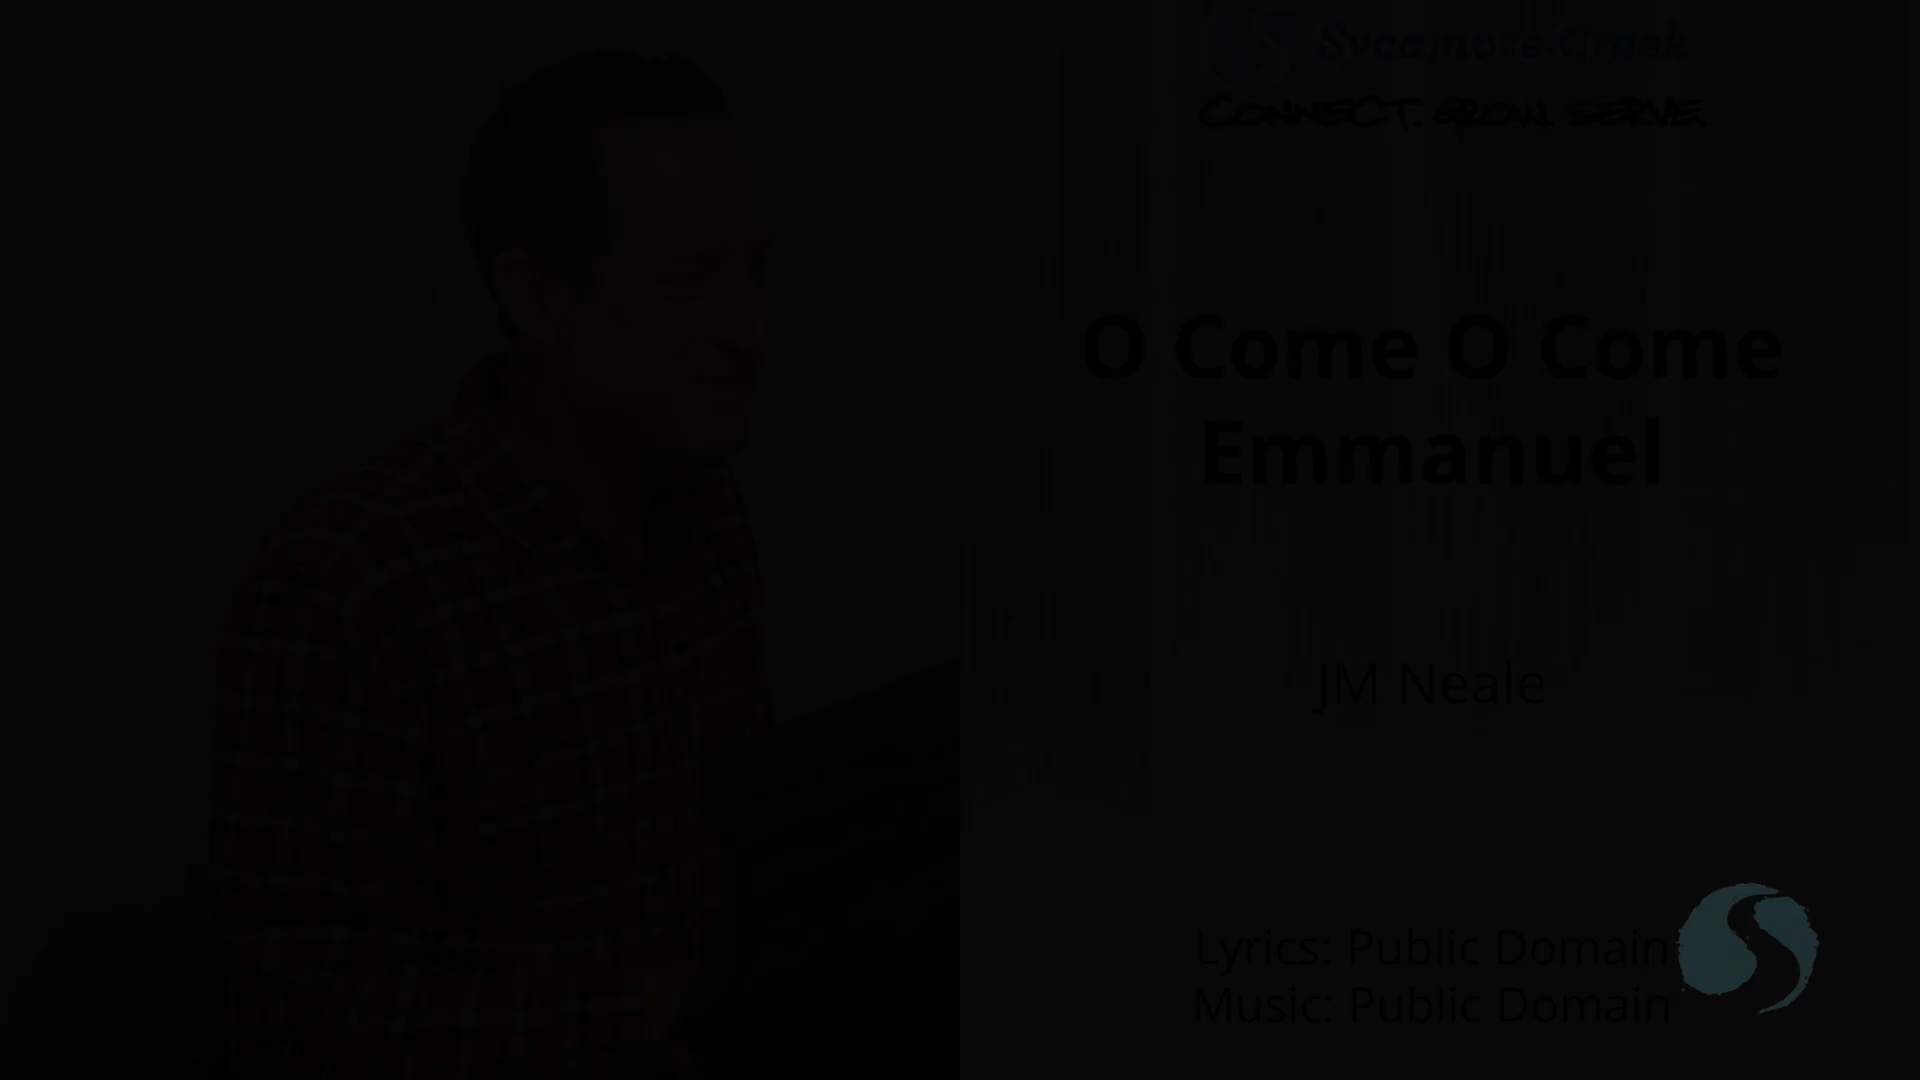 Sycamore Creek
CONNECT. GROW. SERVE.
O Come O Come
Emmanuel
JM Neale
Lyrics: Public Domain
Music: Public Domain